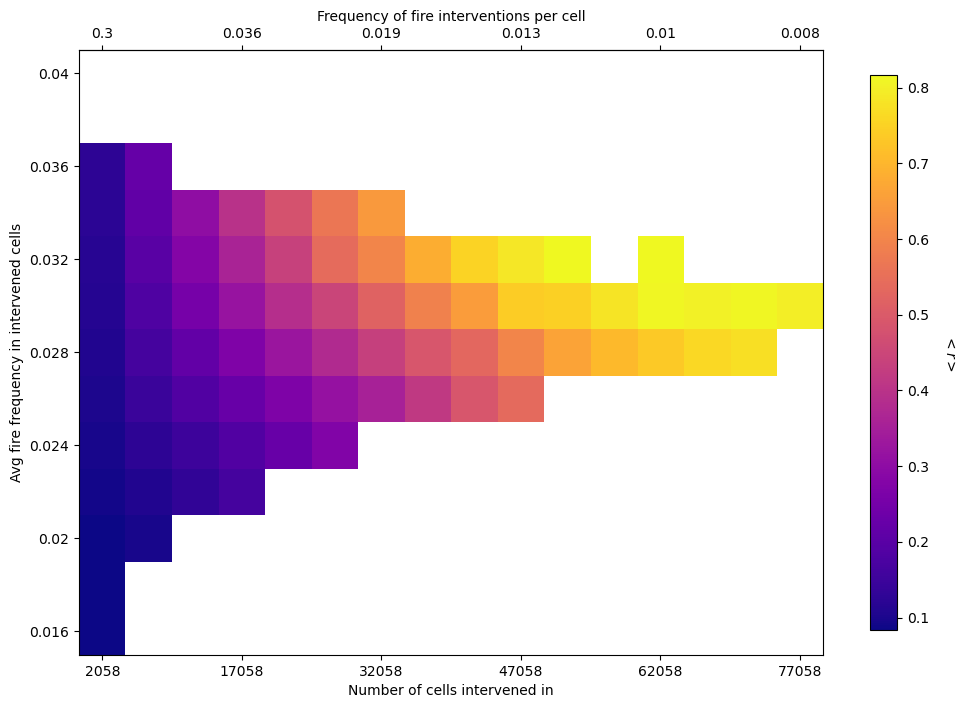 Frequency of fire interventions per cell
0.3 0.036 0.019 0.013 0.01 0.008
0.04
0.036
0.032
0.028
0.024
0.02
0.016
Avg fire frequency in intervened cells
2058 17058 32058 47058 62058 77058
Number of cells intervened in
0.8
0.7
0.6
0.5
0.4
0.3
0.2
0.1
< r >